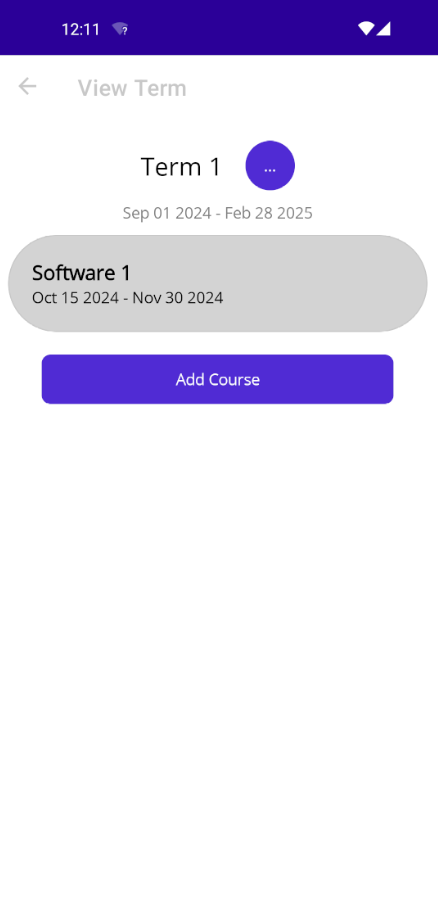 12:11
View Term
Term 1
...
Sep 01 2024 - Feb 28 2025
Software 1
Oct 15 2024 - Nov 30 2024
Add Course